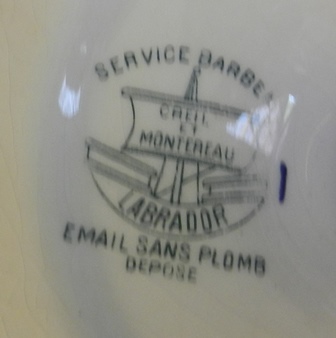 SERVICE BARBE
CREIL
ET
MONTEREAU
LABRADOR
EMAIL SANS PLOMB
DEPOSE